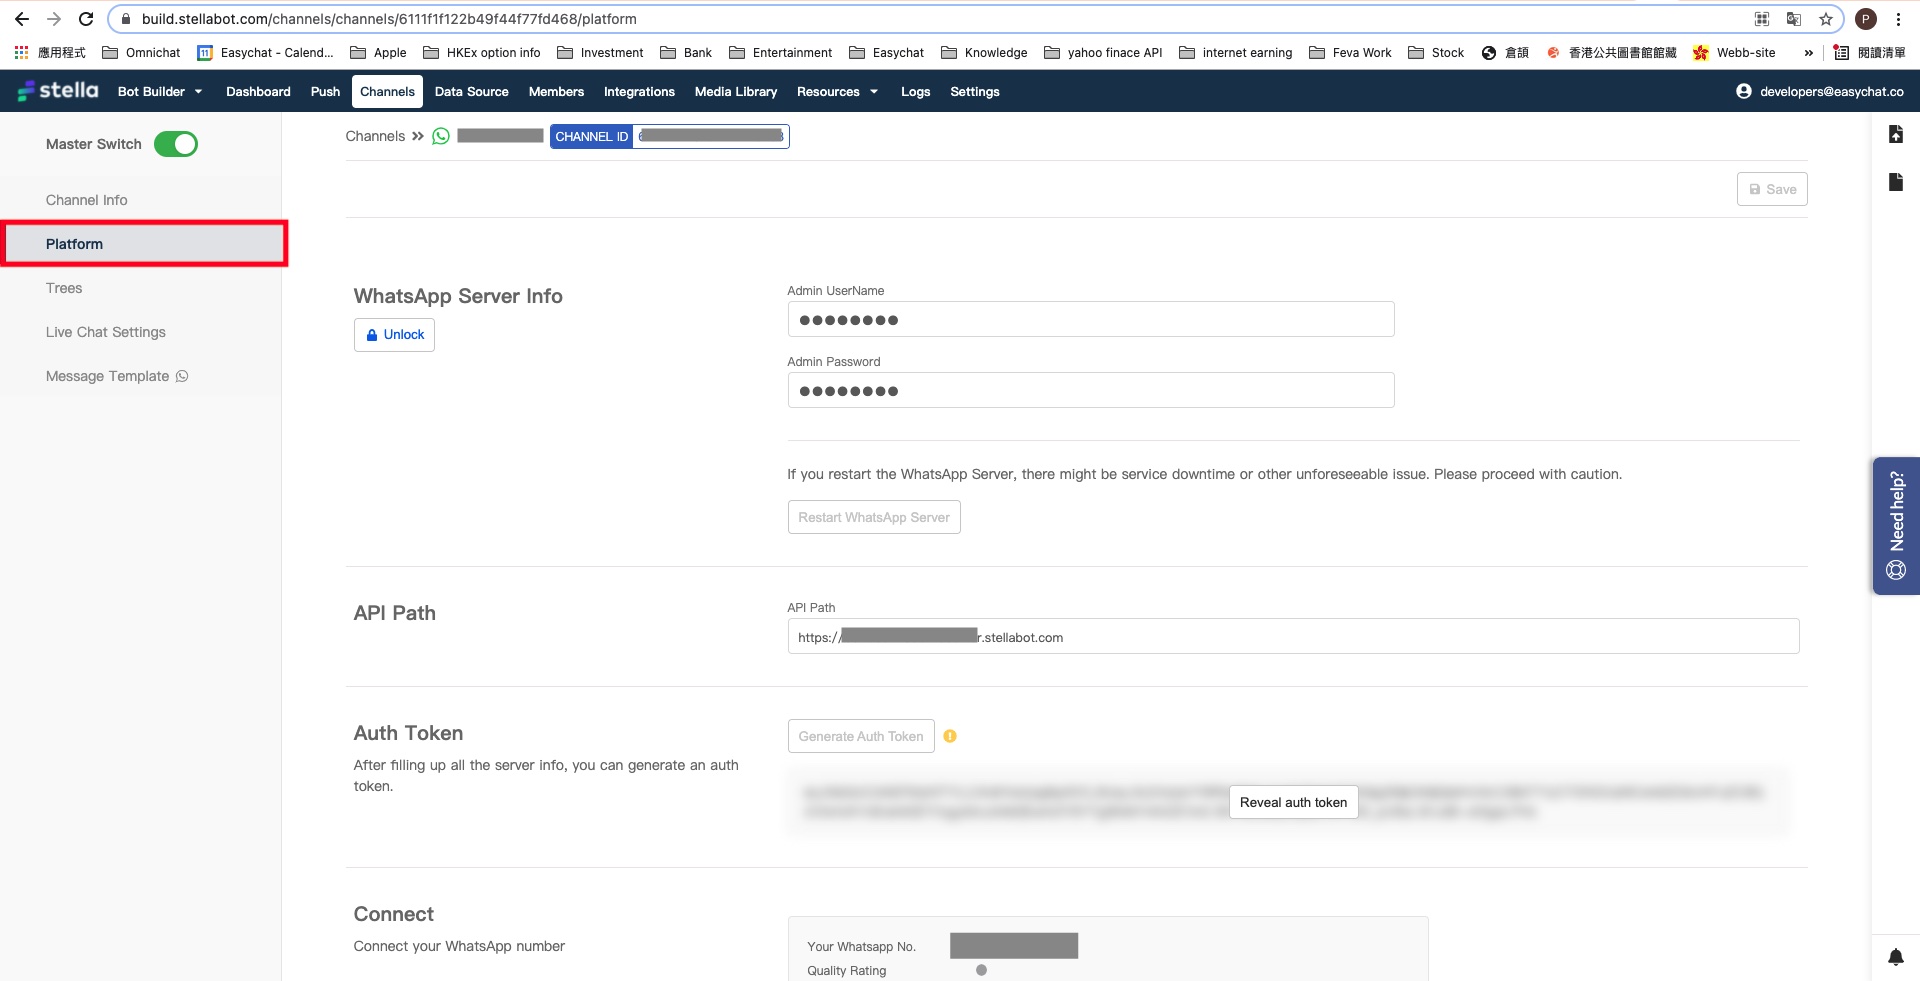 build.stellabot.com/channels/channels/6111f1f122b49f44f77fd468/platform
P
應用程式
Omnichat
11
Easychat - Calend...
Apple
HKEx option info
Investment
Bank
Entertainment
Easychat
Knowledge
yahoo finace API
internet earning
Feva Work
Stock
倉頡
香港公共圖書館館藏
Webb-site
»
閱讀清單
stella
Bot Builder
Dashboard
Push
Channels
Data Source
Members
Integrations
Media Library
Resources
Logs
Settings
developers@easychat.co
Master Switch
Channel Info
Platform
Trees
Live Chat Settings
Message Template
Channels »
CHANNEL ID
Save
WhatsApp Server Info
Unlock
Admin UserName
●●●●●●●●
Admin Password
●●●●●●●●
If you restart the WhatsApp Server, there might be service downtime or other unforeseeable issue. Please proceed with caution.
Restart WhatsApp Server
API Path
API Path
https://
r.stellabot.com
Auth Token
After filling up all the server info, you can generate an auth
token.
Generate Auth Token
Reveal auth token
Connect
Connect your WhatsApp number
Your Whatsapp No.
Quality Rating
Need help?